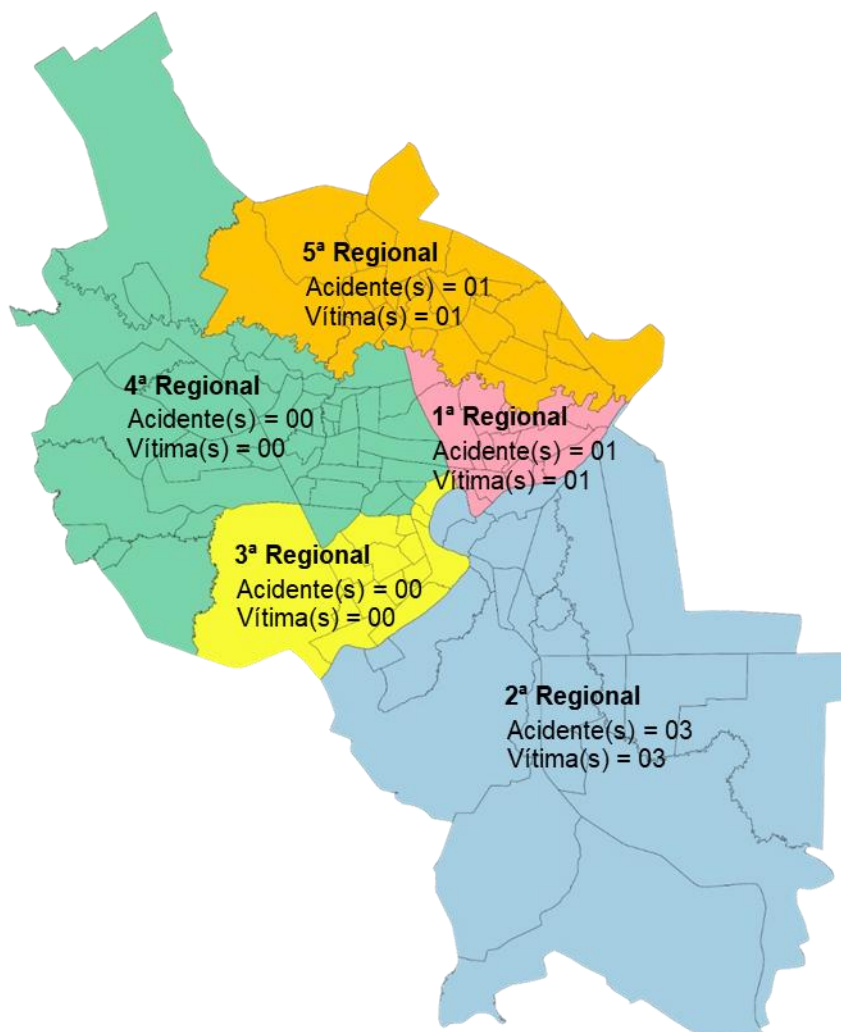 5ª Regional
Acidente(s) = 01
Vítima(s) = 01
4ª Regional
Acidente(s) = 00
Vítima(s) = 00
1ª Regional
Acidente(s) = 01
Vítima(s) = 01
3ª Regional
Acidente(s) = 00
Vítima(s) = 00
2ª Regional
Acidente(s) = 03
Vítima(s) = 03